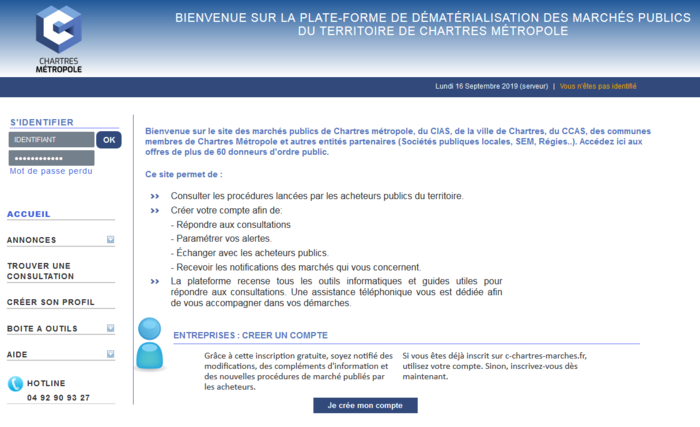 BIENVENUE SUR LA PLATE-FORME DE DÉMATÉRIALISATION DES MARCHÉS PUBLICS
DU TERRITOIRE DE CHARTRES MÉTROPOLE
CHARTRES
MÉTROPOLE
Lundi 16 Septembre 2019 (serveur) | Vous n'êtes pas identifié
S'IDENTIFIER
IDENTIFIANT
OK
••••••••••••
Mot de passe perdu
ACCUEIL
ANNONCES
TROUVER UNE
CONSULTATION
CRÉER SON PROFIL
BOITE A OUTILS
AIDE
HOTLINE
04 92 90 93 27
Bienvenue sur le site des marchés publics de Chartres métropole, du CIAS, de la ville de Chartres, du CCAS, des communes
membres de Chartres Métropole et autres entités partenaires (Sociétés publiques locales, SEM, Régies..). Accédez ici aux
offres de plus de 60 donneurs d'ordre public.
Ce site permet de :
>> Consulter les procédures lancées par les acheteurs publics du territoire.
>> Créer votre compte afin de:
- Répondre aux consultations
- Paramétrer vos alertes.
- Échanger avec les acheteurs publics.
- Recevoir les notifications des marchés qui vous concernent.
>> La plateforme recense tous les outils informatiques et guides utiles pour
répondre aux consultations. Une assistance téléphonique vous est dédiée afin
de vous accompagner dans vos démarches.
ENTREPRISES : CREER UN COMPTE
Grâce à cette inscription gratuite, soyez notifié des
modifications, des compléments d'information et
des nouvelles procédures de marché publiés par
les acheteurs.
Si vous êtes déjà inscrit sur c-chartres-marches.fr,
utilisez votre compte. Sinon, inscrivez-vous dès
maintenant.
Je crée mon compte